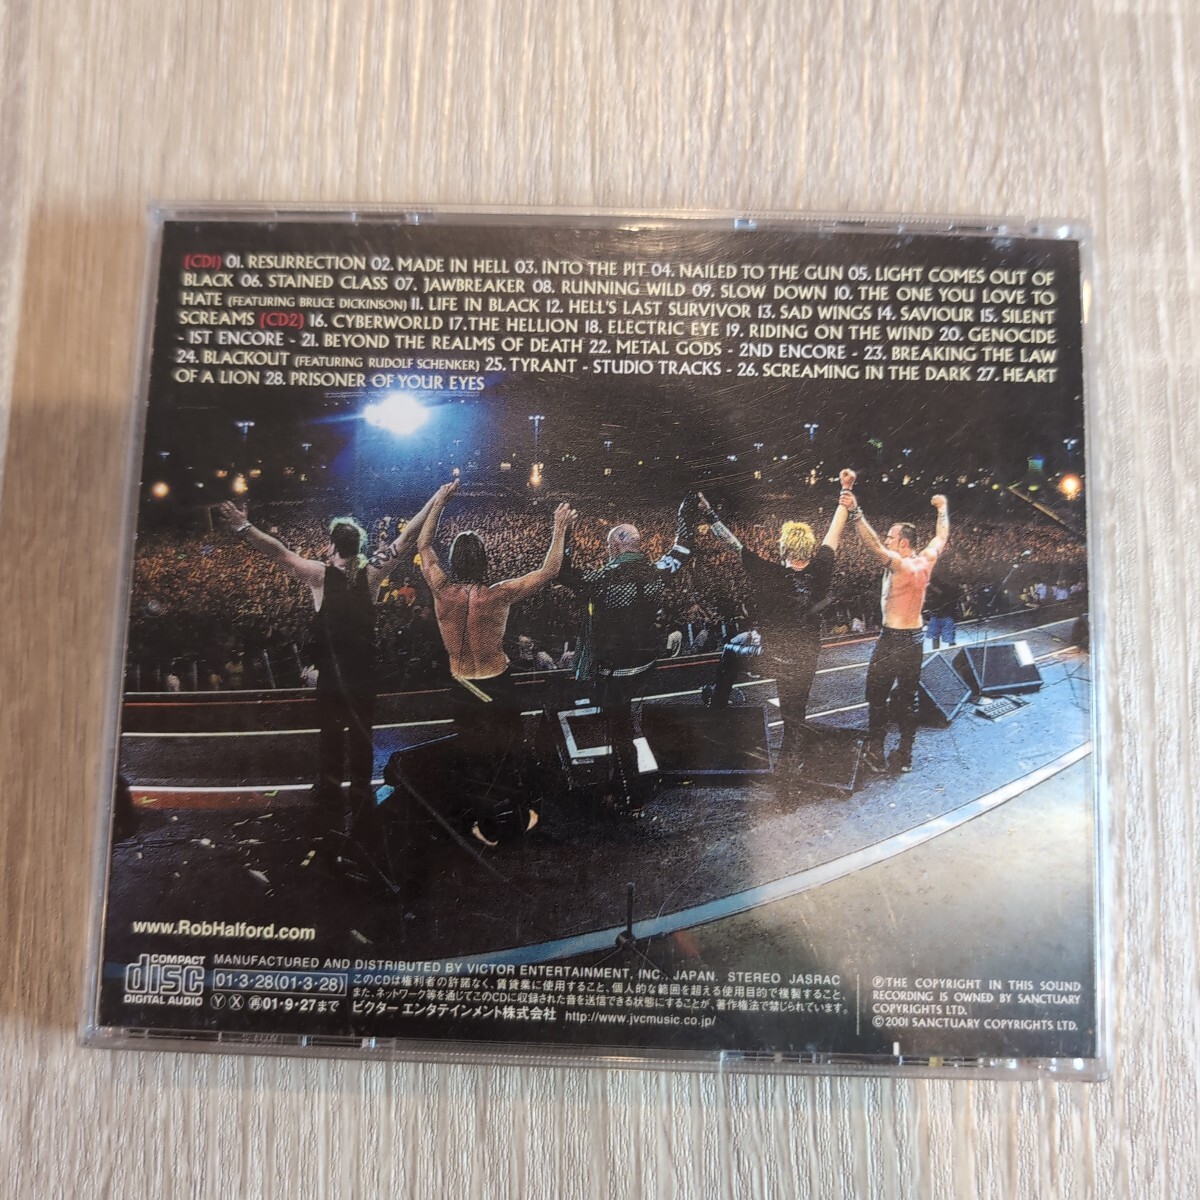 (CD1) 01. RESURRECTION 02. MADE IN HELL 03. INTO THE PIT 04. NAILED TO THE GUN 05. LIGHT COMES OUT OF
BLACK 06. STAINED CLASS 07. JAWBREAKER 08. RUNNING WILD 09. SLOW DOWN 10. THE ONE YOU LOVE TO
HATE (FEATURING BRUCE DICKINSON) 11. LIFE IN BLACK 12. HELL'S LAST SURVIVOR 13. SAD WINGS 14. SAVIOUR 15. SILENT
SCREAMS (CD2) 16. CYBERWORLD 17.THE HELLION 18. ELECTRIC EYE 19. RIDING ON THE WIND 20. GENOCIDE
- 1ST ENCORE - 21. BEYOND THE REALMS OF DEATH 22. METAL GODS - 2ND ENCORE - 23. BREAKING THE LAW
24. BLACKOUT (FEATURING RUDOLF SCHENKER) 25. TYRANT - STUDIO TRACKS - 26. SCREAMING IN THE DARK 27. HEART
OF A LION 28. PRISONER OF YOUR EYES
www.RobHalford.com
COMPACT
disc
DIGITAL AUDIO
MANUFACTURED AND DISTRIBUTED BY VICTOR ENTERTAINMENT, INC., JAPAN. STEREO JASRAC
01·3·28(01·3·28)
Y X 再01·9·27まで
このCDは権利者の許諾なく、賃貸業に使用すること、個人的な範囲を超える使用目的で複製すること、
また、ネットワーク等を通じてこのCDに収録された音を送信できる状態にすることが、著作権法で禁じられています。
ビクター エンタテインメント株式会社 http://www.jvcmusic.co.jp/
℗THE COPYRIGHT IN THIS SOUND
RECORDING IS OWNED BY SANCTUARY
COPYRIGHTS LTD.
©2001 SANCTUARY COPYRIGHTS LTD.